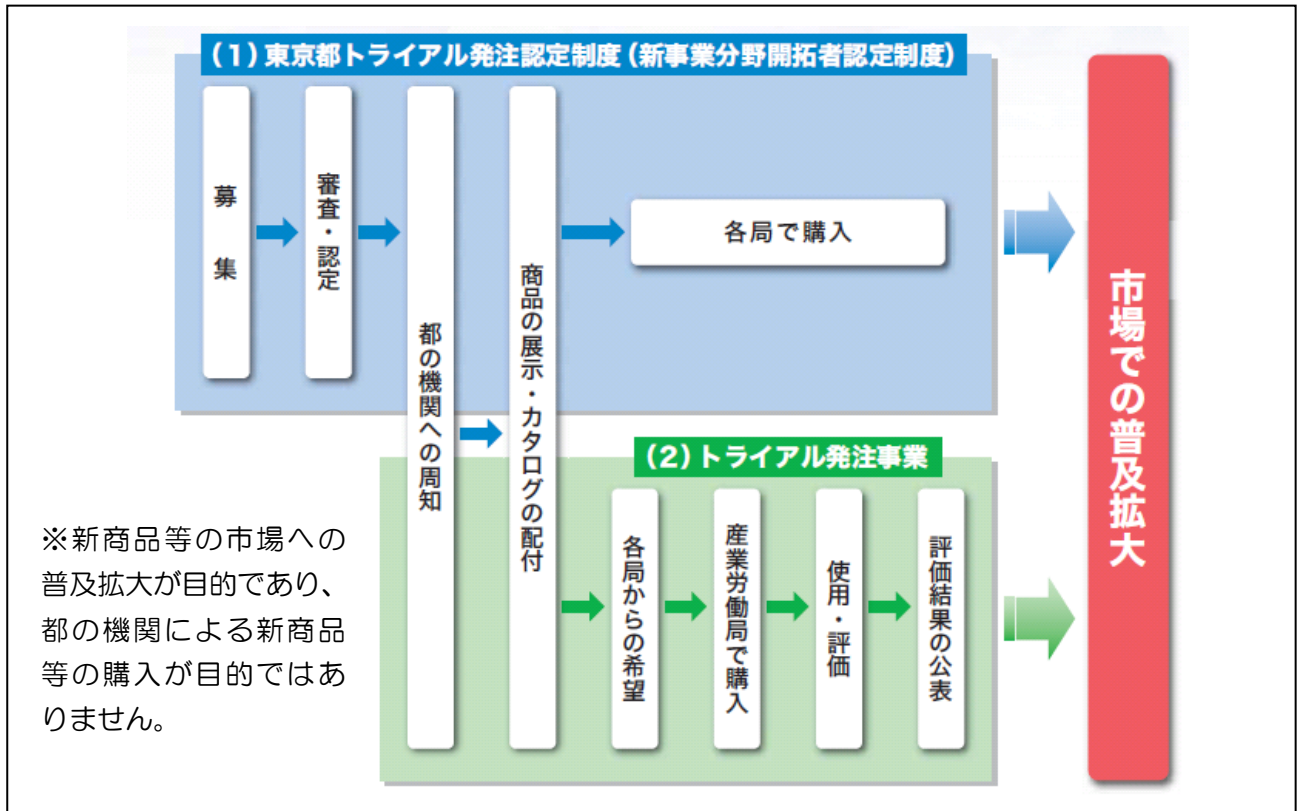 (1)東京都トライアル発注認定制度(新事業分野開拓者認定制度)
募集
審査・認定
都の機関への周知
商品の展示・カタログの配付
各局で購入
(2)トライアル発注事業
各局からの希望
産業労働局で購入
使用・評価
評価結果の公表
市場での普及拡大
※新商品等の市場への
普及拡大が目的であり、
都の機関による新商品
等の購入が目的ではあ
りません。